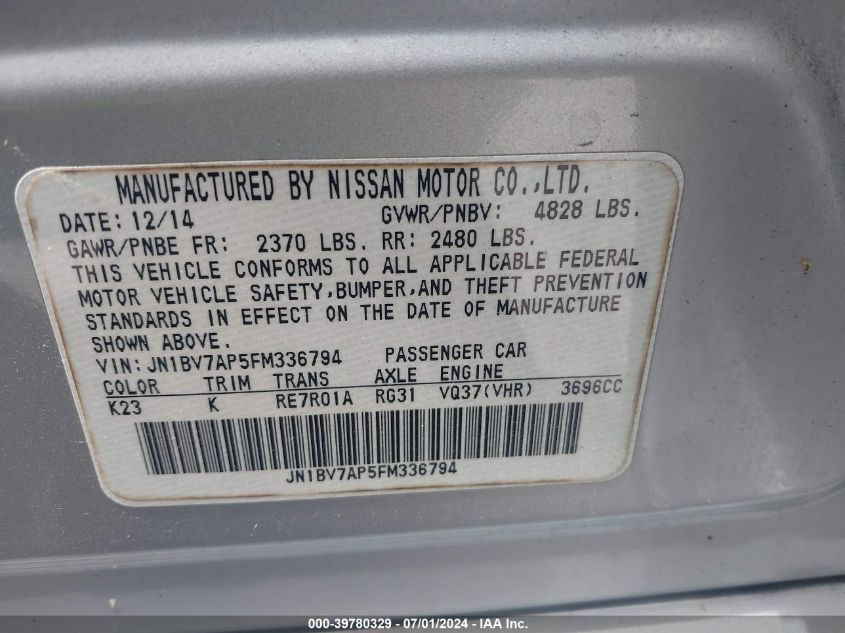 MANUFACTURED BY NISSAN MOTOR CO.,LTD.
DATE: 12/14 GVWR/PNBV: 4828 LBS.
GAWR/PNBE FR: 2370 LBS. RR: 2480 LBS.
THIS VEHICLE CONFORMS TO ALL APPLICABLE FEDERAL
MOTOR VEHICLE SAFETY,BUMPER,AND THEFT PREVENTION
STANDARDS IN EFFECT ON THE DATE OF MANUFACTURE
SHOWN ABOVE.
VIN:JN1BV7AP5FM336794 PASSENGER CAR
COLOR TRIM TRANS AXLE ENGINE
K23 K RE7R01A RG31 VQ37(VHR) 3696CC
JN1BV7AP5FM336794
000-39780329 - 07/01/2024 - IAA Inc.